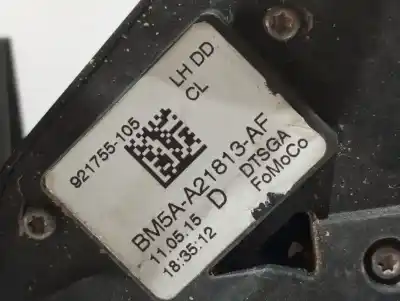 921755-105
LH DD
CL
BM5A-A21813-AF
11.05.15 D DTSGA
18:35:12 FoMoCo